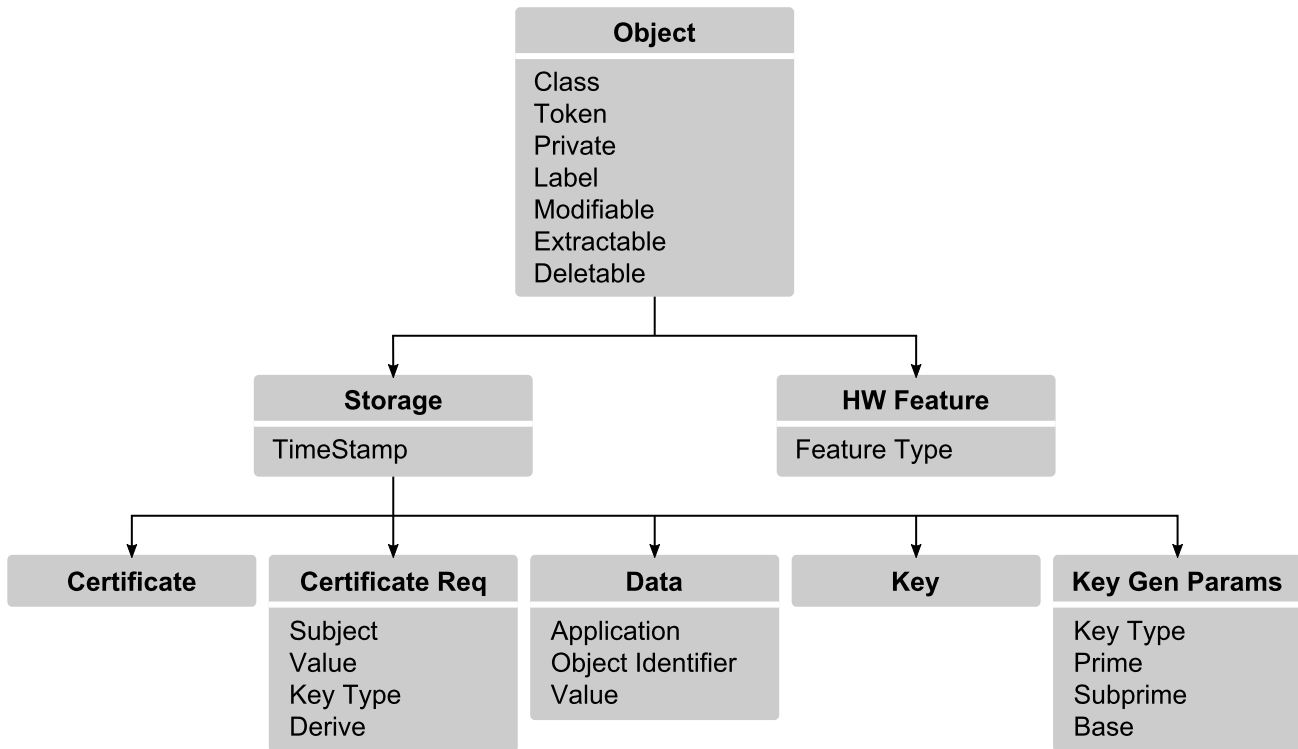 Object
Class
Token
Private
Label
Modifiable
Extractable
Deletable
Storage
TimeStamp
HW Feature
Feature Type
Certificate
Certificate Req
Subject
Value
Key Type
Derive
Data
Application
Object Identifier
Value
Key
Key Gen Params
Key Type
Prime
Subprime
Base